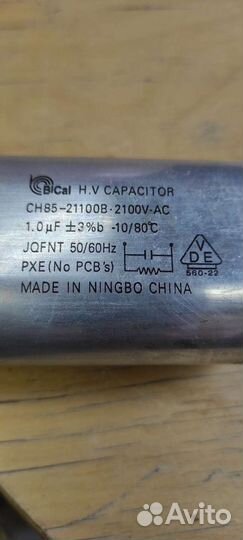 BiCai H.V CAPACITOR
CH85-21100B·2100V·AC
1.0μF ±3%b -10/80℃
JQFNT 50/60Hz
PXE(No PCB's)
VDE
560-22
MADE IN NINGBO CHINA
Avito